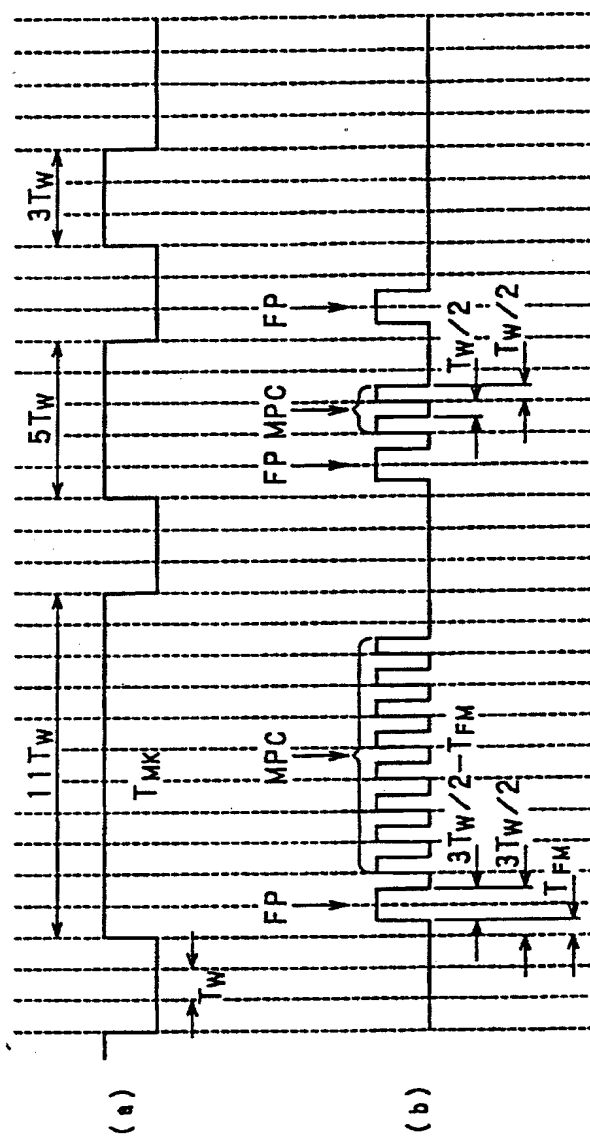 (a)
TW
11TW
TMK
5TW
3TW
(b)
FP
MPC
FP
MPC
FP
TFM
3TW/2
3TW/2-TFM
TW/2
TW/2